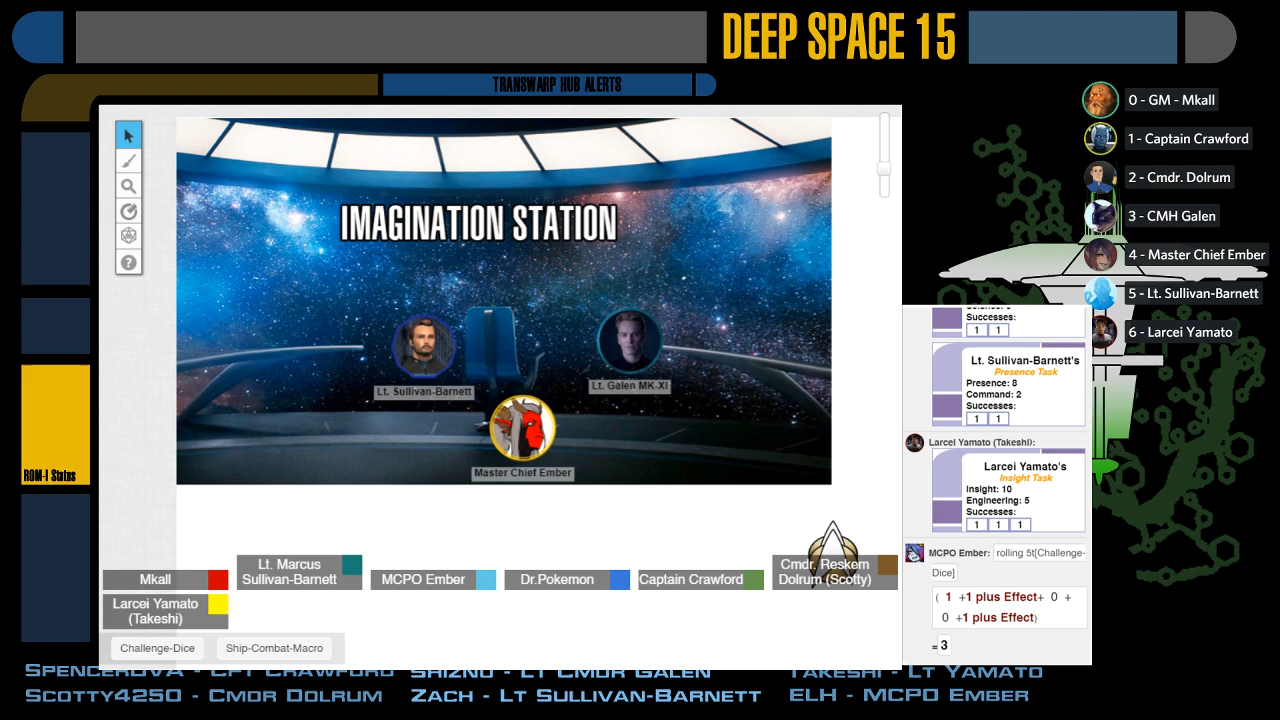 DEEP SPACE 15
TRANSWARP HUB ALERTS
0 - GM - Mkall
1 - Captain Crawford
2 - Cmdr. Dolrum
3 - CMH Galen
4 - Master Chief Ember
5 - Lt. Sullivan-Barnett
6 - Larcei Yamato
IMAGINATION STATION
Lt. Sullivan-Barnett
Lt. Galen MK-XI
Master Chief Ember
ROM-I Status
Successes:
1 1
Lt. Sullivan-Barnett's
Presence Task
Presence: 8
Command: 2
Successes:
1 1
Larcei Yamato (Takeshi):
Larcei Yamato's
Insight Task
Insight: 10
Engineering: 5
Successes:
1 1 1
MCPO Ember: rolling 5t[Challenge-
Dice]
( 1 +1 plus Effect+ 0 +
0 +1 plus Effect)
=3
Mkall
Lt. Marcus
Sullivan-Barnett
MCPO Ember
Dr.Pokemon
Captain Crawford
Cmdr. Reskem
Dolrum (Scotty)
Larcei Yamato
(Takeshi)
Challenge-Dice
Ship-Combat-Macro
SpencerOVA - Cpt Crawford
Shizno - Lt Cmdr Galen
Takeshi - Lt Yamato
Scotty4250 - Cmdr Dolrum
Zach - Lt Sullivan-Barnett
ELH - MCPO Ember